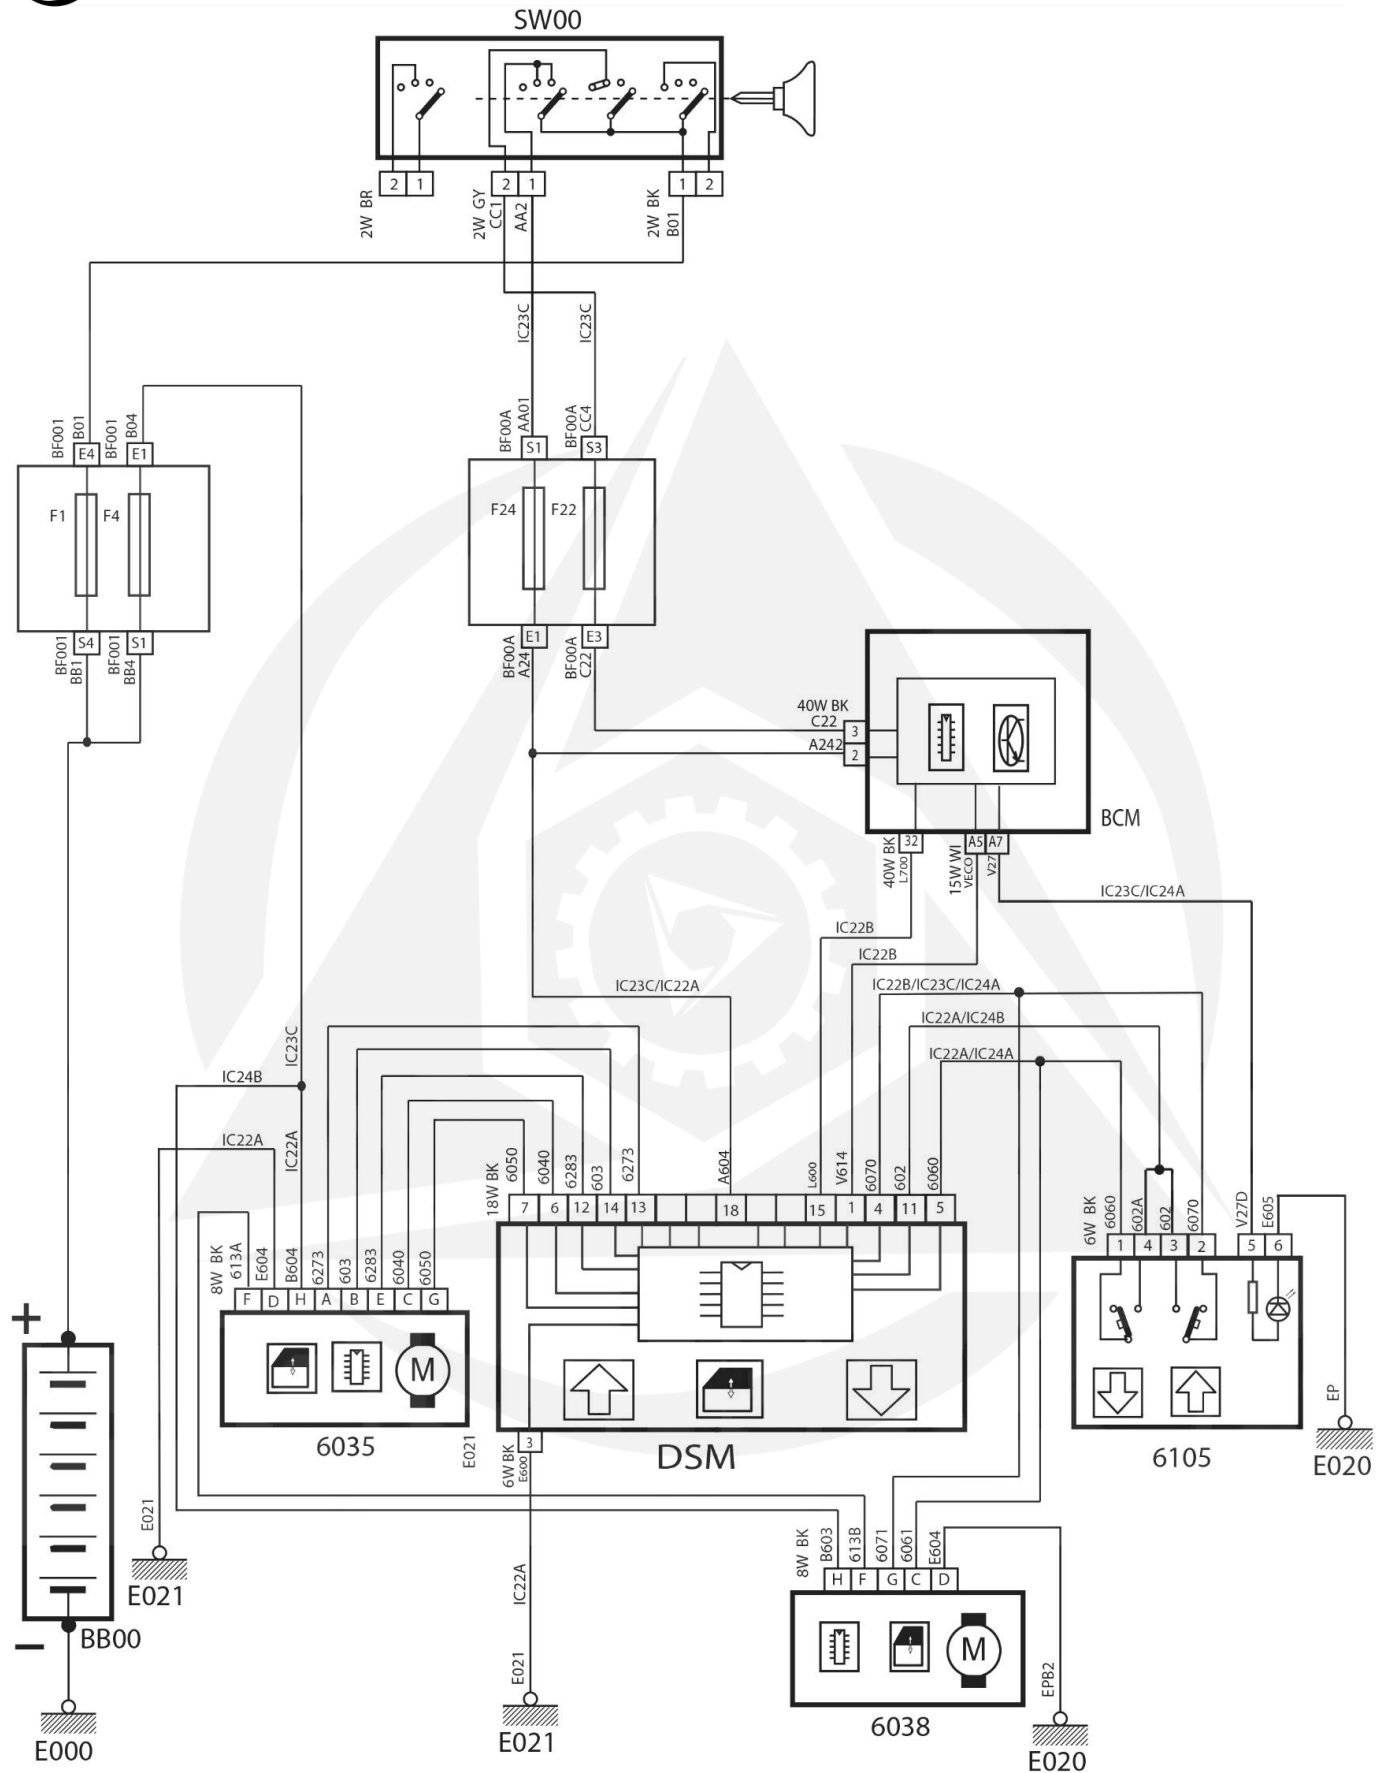 SW00
2 1 2 1 1 2
2W BR
2W GY
CC1
AA2
2W BK
B01
IC23C
IC23C
BF001
B01
BF001
B04
BF00A
AA01
BF00A
CC4
E4 E1
S1 S3
F1 F4
F24 F22
S4 S1
E1 E3
BF001
BB1
BF001
BB4
BF00A
A24
BF00A
C22
40W BK
C22
3
A242
2
BCM
32 A5 A7
40W BK
L700
15W WI
VECO
V27
IC23C/IC24A
IC22B
IC22B
IC23C/IC22A
IC22B/IC23C/IC24A
IC22A/IC24B
IC22A/IC24A
IC23C
IC24B
IC22A
IC22A
18W BK
6050
6040
6283
603
6273
A604
L600
V614
6070
602
6060
7 6 12 14 13 18 15 1 4 11 5
6W BK
6060
602A
602
6070
V27D
E605
1 4 3 2 5 6
8W BK
613A
E604
B604
6273
603
6283
6040
6050
F D H A B E C G
M
6035
E021
DSM
3
6W BK
E600
6105
EP
E020
+
−
BB00
E000
E021
E021
IC22A
E021
E021
8W BK
B603
613B
6071
6061
E604
H F G C D
M
6038
EPB2
E020